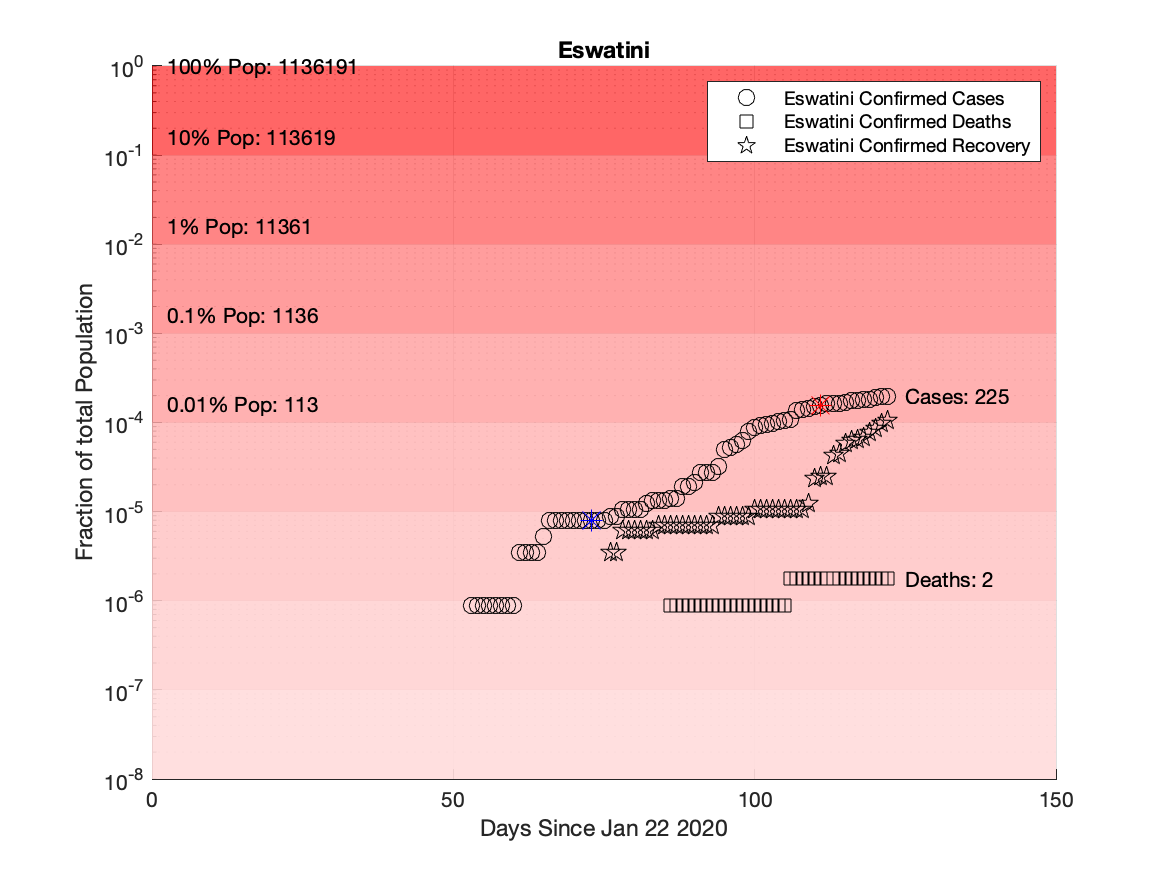 Eswatini
10⁰
100% Pop: 1136191
Eswatini Confirmed Cases
Eswatini Confirmed Deaths
Eswatini Confirmed Recovery
10% Pop: 113619
10⁻¹
1% Pop: 11361
10⁻²
0.1% Pop: 1136
10⁻³
Cases: 225
0.01% Pop: 113
10⁻⁴
10⁻⁵
Deaths: 2
10⁻⁶
10⁻⁷
10⁻⁸
Fraction of total Population
0 50 100 150
Days Since Jan 22 2020